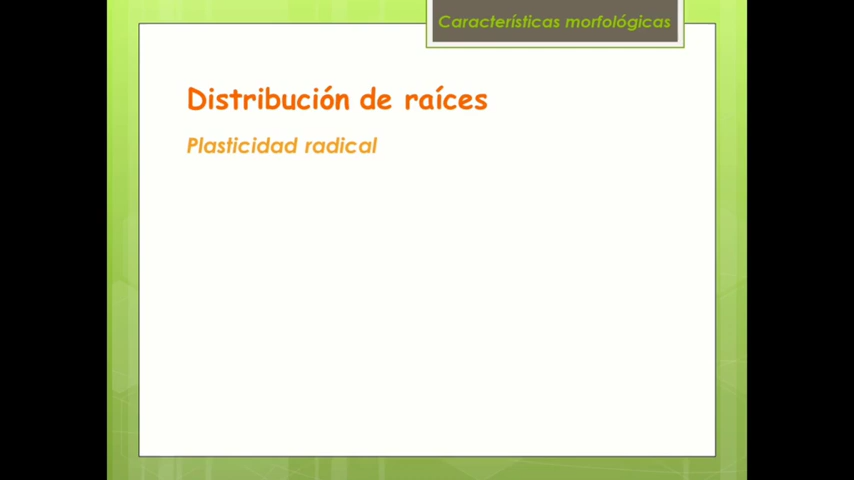 Características morfológicas
Distribución de raíces
Plasticidad radical